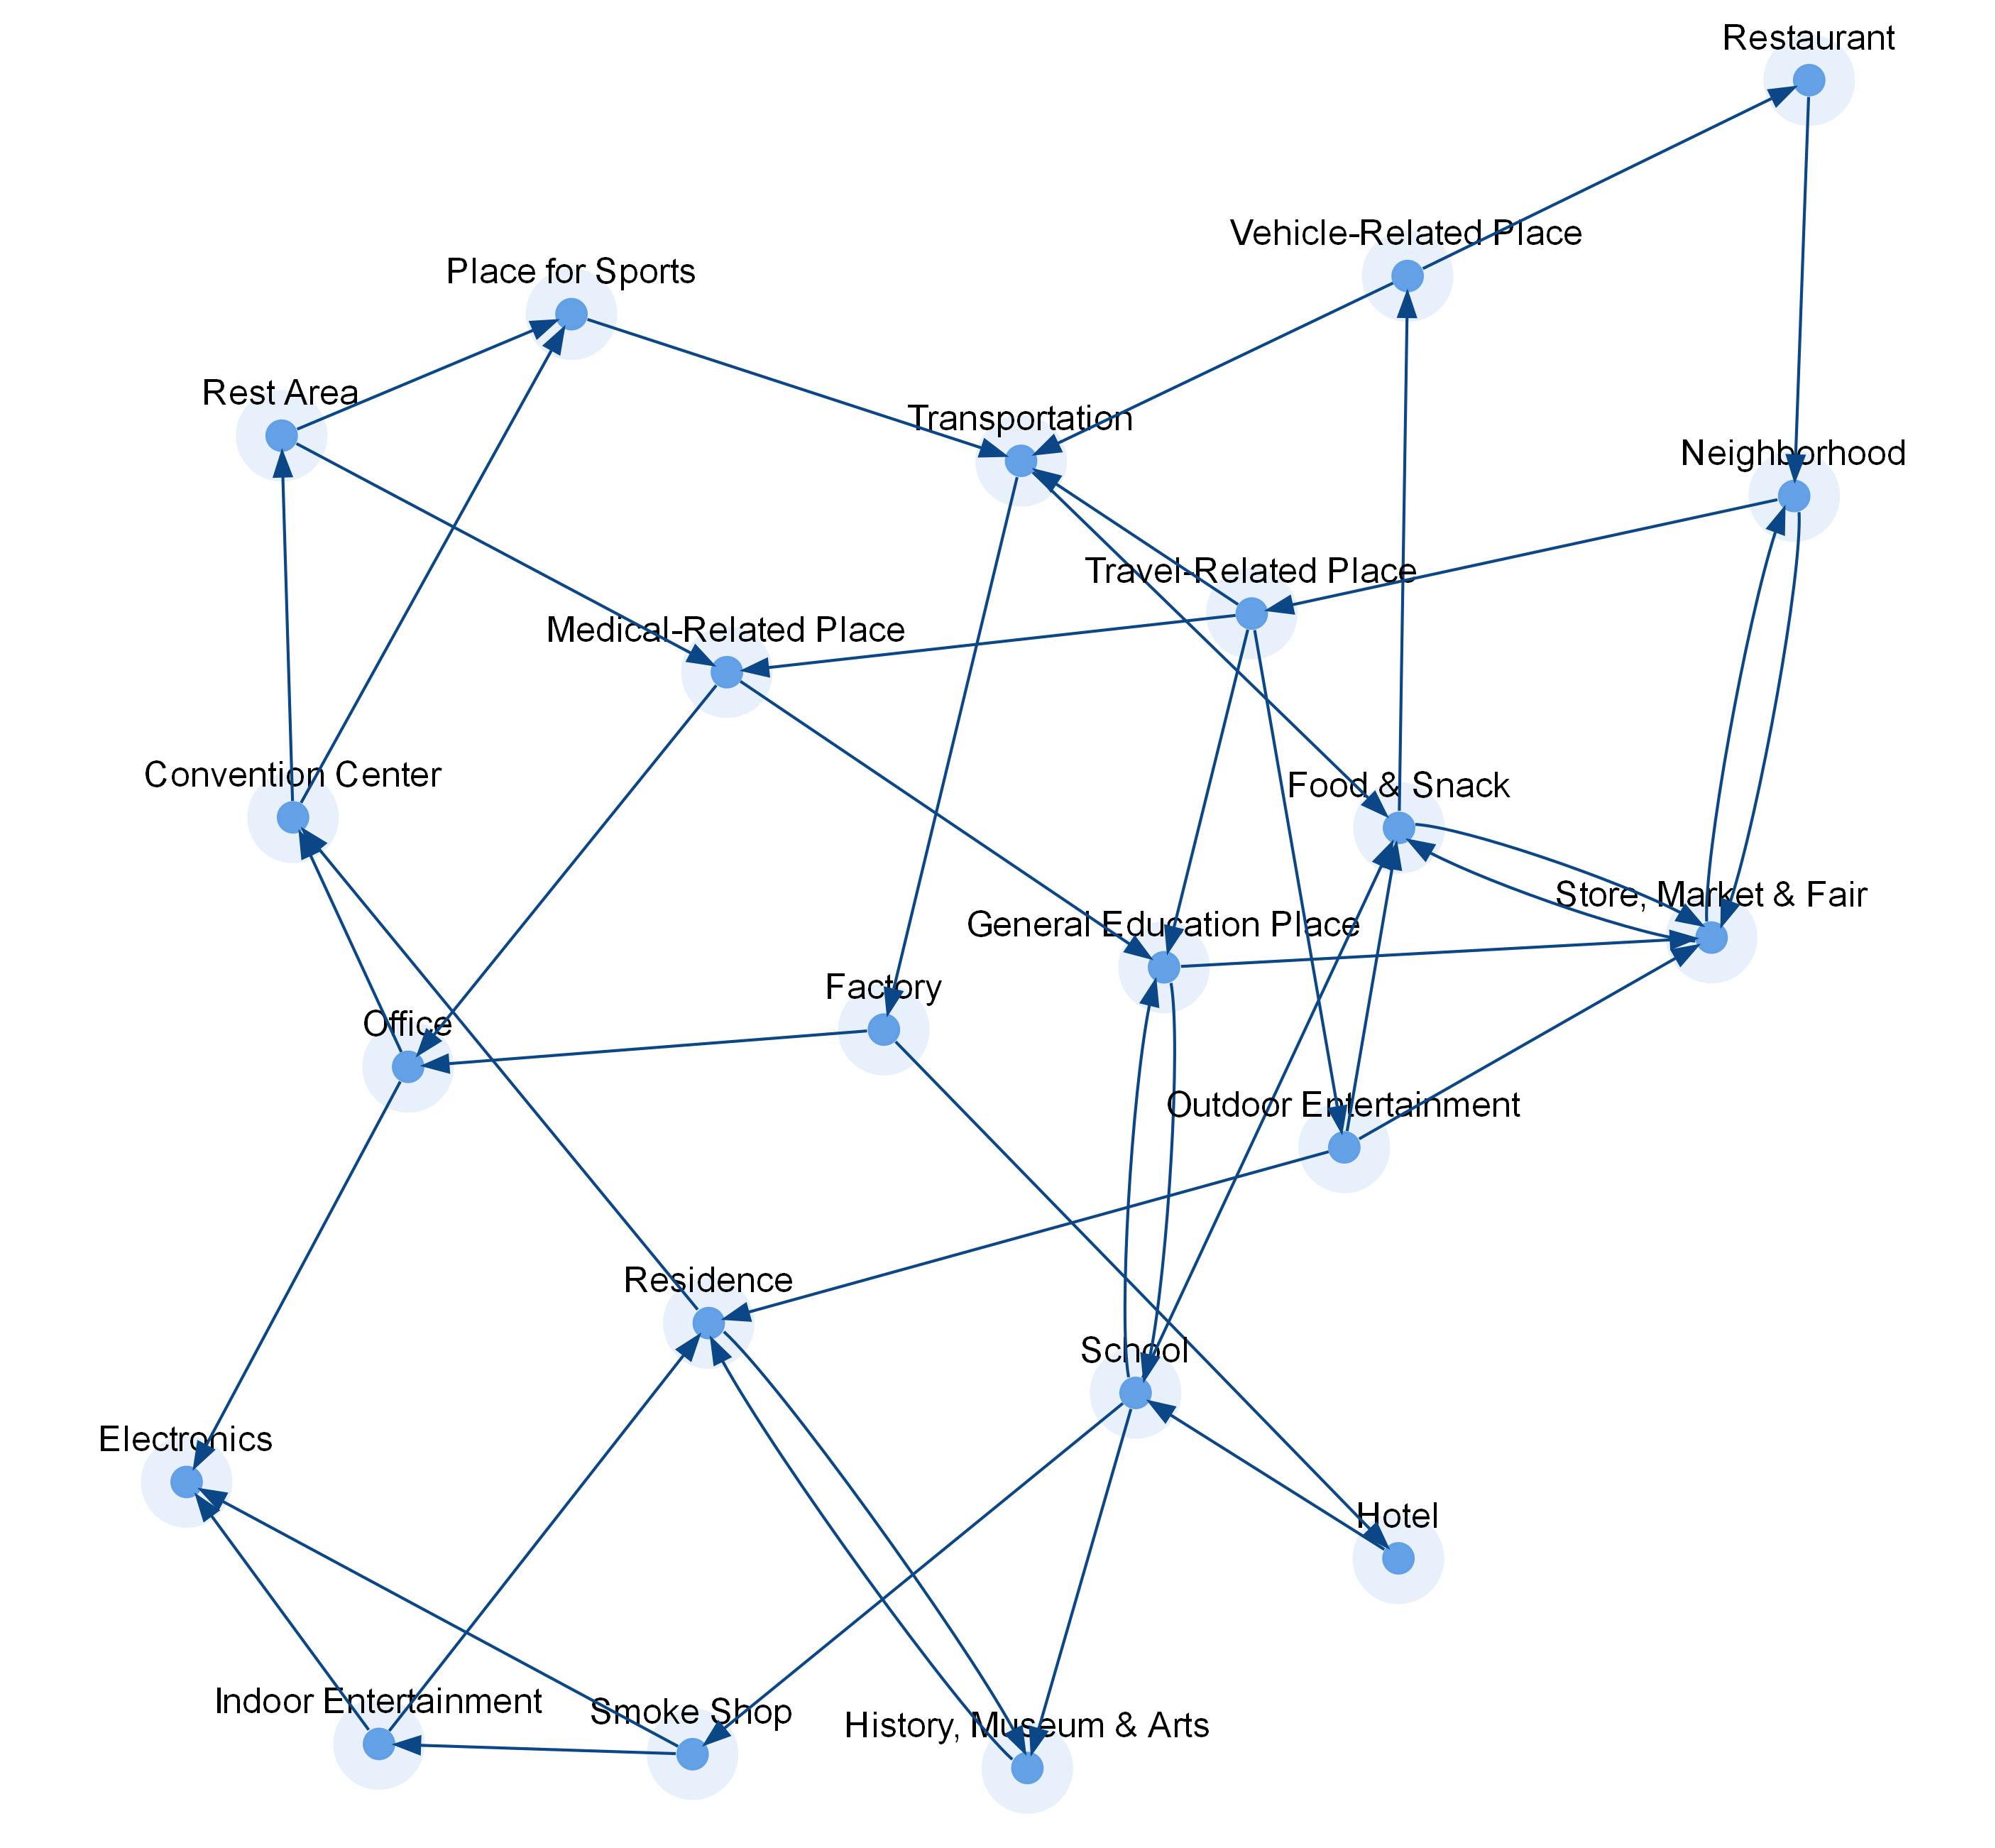 Restaurant
Vehicle-Related Place
Place for Sports
Rest Area
Transportation
Neighborhood
Travel-Related Place
Medical-Related Place
Convention Center
Food & Snack
Store, Market & Fair
General Education Place
Factory
Office
Outdoor Entertainment
Residence
School
Electronics
Hotel
Indoor Entertainment
Smoke Shop
History, Museum & Arts